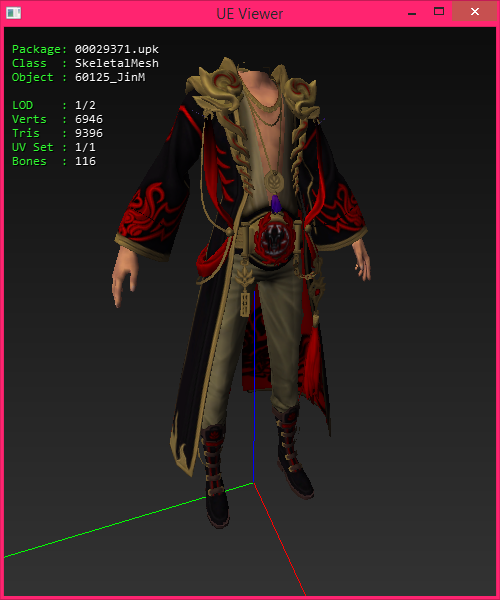 UE Viewer
Package: 00029371.upk
Class : SkeletalMesh
Object : 60125_JinM
LOD : 1/2
Verts : 6946
Tris : 9396
UV Set : 1/1
Bones : 116